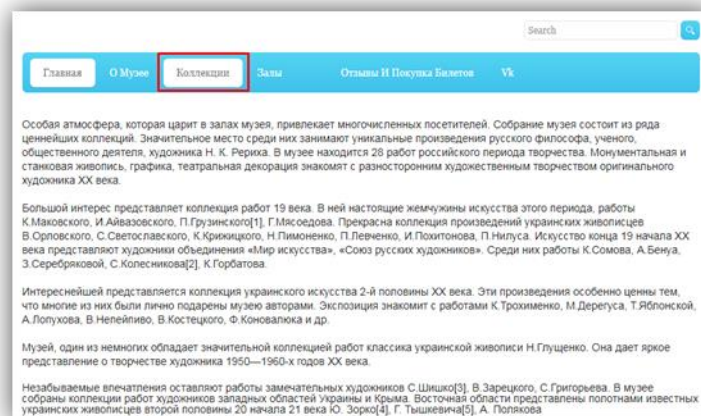 Search
Главная О Музее Коллекции Залы Отзывы И Покупка Билетов Vk
Особая атмосфера, которая царит в залах музея, привлекает многочисленных посетителей. Собрание музея состоит из ряда
ценнейших коллекций. Значительное место среди них занимают уникальные произведения русского философа, ученого,
общественного деятеля, художника Н. К. Рериха. В музее находится 28 работ российского периода творчества. Монументальная и
станковая живопись, графика, театральная декорация знакомят с разносторонним художественным творчеством оригинального
художника XX века.
Большой интерес представляет коллекция работ 19 века. В ней настоящие жемчужины искусства этого периода, работы
К.Маковского, И.Айвазовского, П.Грузинского[1], Г.Мясоедова. Прекрасна коллекция произведений украинских живописцев
В.Орловского, С.Светославского, К.Крижицкого, Н.Пимоненко, П.Левченко, И.Похитонова, П.Нилуса. Искусство конца 19 начала XX
века представляют художники объединения «Мир искусства», «Союз русских художников». Среди них работы К.Сомова, А.Бенуа,
З.Серебряковой, С.Колесникова[2], К.Горбатова.
Интереснейшей представляется коллекция украинского искусства 2-й половины XX века. Эти произведения особенно ценны тем,
что многие из них были лично подарены музею авторами. Экспозиция знакомит с работами К.Трохименко, М.Дерегуса, Т.Яблонской,
А.Лопухова, В.Непейпиво, В.Костецкого, Ф.Коновалюка и др.
Музей, один из немногих обладает значительной коллекцией работ классика украинской живописи Н.Глущенко. Она дает яркое
представление о творчестве художника 1950—1960-х годов XX века.
Незабываемые впечатления оставляют работы замечательных художников С.Шишко[3], В.Зарецкого, С.Григорьева. В музее
собраны коллекции работ художников западных областей Украины и Крыма. Восточная области представлены полотнами известных
украинских живописцев второй половины 20 начала 21 века Ю. Зорко[4], Г. Тышкевича[5], А. Полякова.